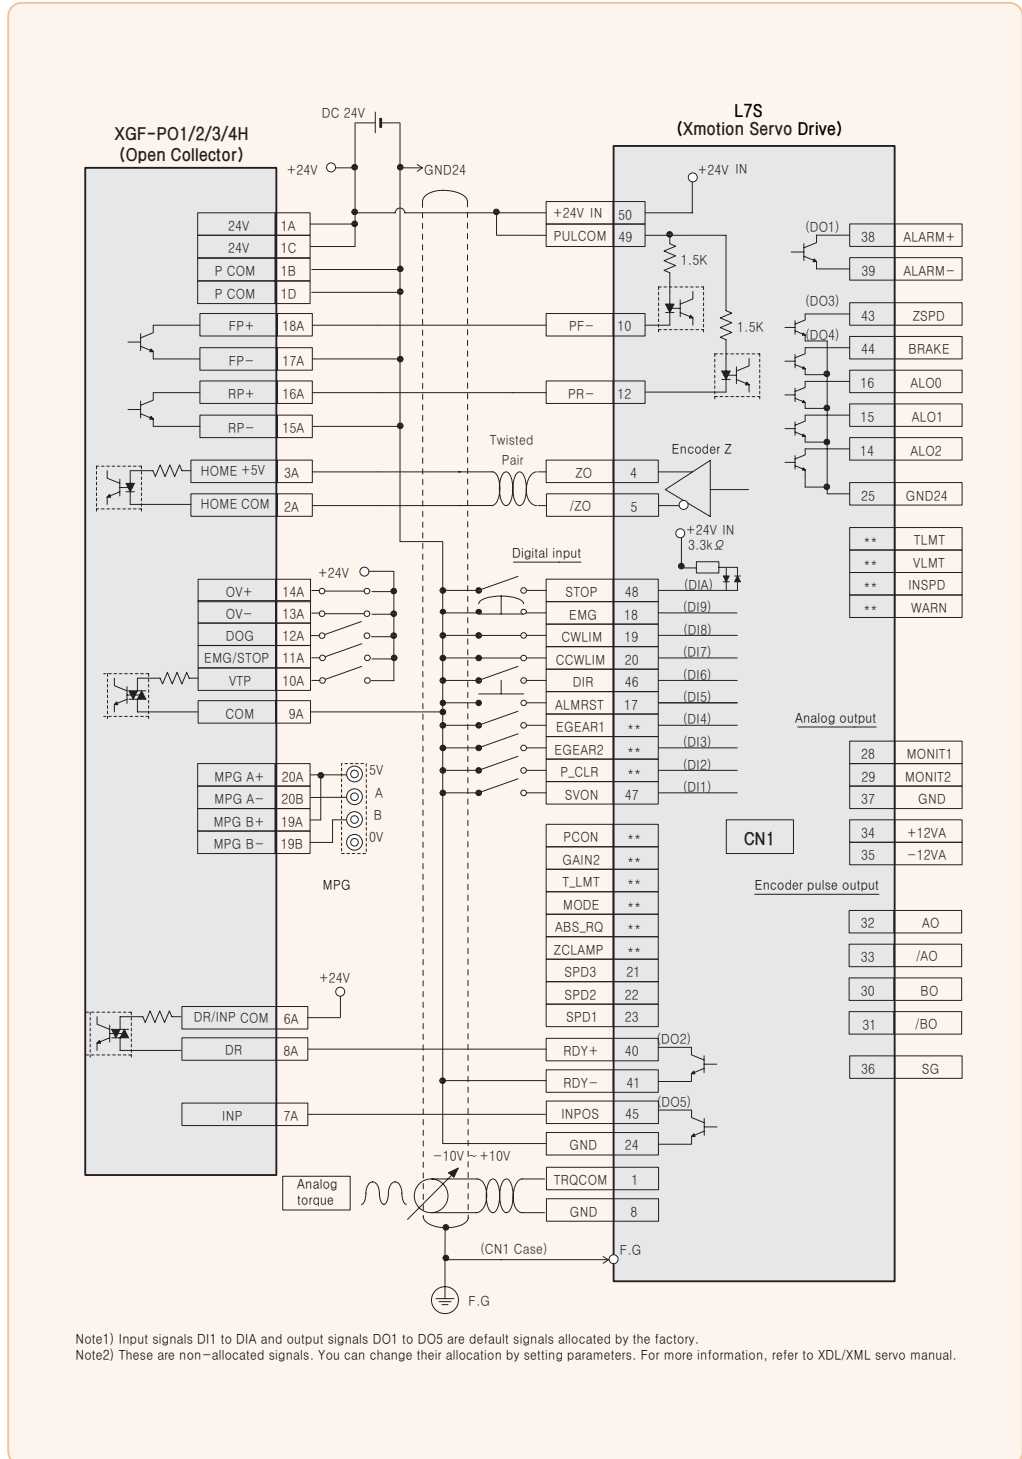 XGF-PO1/2/3/4H
(Open Collector)
DC 24V
+24V
GND24
L7S
(Xmotion Servo Drive)
24V 1A
24V 1C
P COM 1B
P COM 1D
FP+ 18A
FP- 17A
RP+ 16A
RP- 15A
HOME +5V 3A
HOME COM 2A
+24V
OV+ 14A
OV- 13A
DOG 12A
EMG/STOP 11A
VTP 10A
COM 9A
MPG A+ 20A
MPG A- 20B
MPG B+ 19A
MPG B- 19B
5V
A
B
0V
MPG
+24V
DR/INP COM 6A
DR 8A
INP 7A
Analog
torque
-10V ~ +10V
Twisted
Pair
Digital input
+24V IN 50
PULCOM 49
PF- 10
PR- 12
ZO 4
/ZO 5
STOP 48 (DIA)
EMG 18 (DI9)
CWLIM 19 (DI8)
CCWLIM 20 (DI7)
DIR 46 (DI6)
ALMRST 17 (DI5)
EGEAR1 ** (DI4)
EGEAR2 ** (DI3)
P_CLR ** (DI2)
SVON 47 (DI1)
PCON **
GAIN2 **
T_LMT **
MODE **
ABS_RQ **
ZCLAMP **
SPD3 21
SPD2 22
SPD1 23
RDY+ 40 (DO2)
RDY- 41
INPOS 45 (DO5)
GND 24
TRQCOM 1
GND 8
(CN1 Case)
F.G
F.G
+24V IN
1.5K
1.5K
Encoder Z
+24V IN
3.3kΩ
CN1
(DO1) 38 ALARM+
39 ALARM-
(DO3) 43 ZSPD
(DO4) 44 BRAKE
16 ALO0
15 ALO1
14 ALO2
25 GND24
** TLMT
** VLMT
** INSPD
** WARN
Analog output
28 MONIT1
29 MONIT2
37 GND
34 +12VA
35 -12VA
Encoder pulse output
32 AO
33 /AO
30 BO
31 /BO
36 SG
Note1) Input signals DI1 to DIA and output signals DO1 to DO5 are default signals allocated by the factory.
Note2) These are non-allocated signals. You can change their allocation by setting parameters. For more information, refer to XDL/XML servo manual.